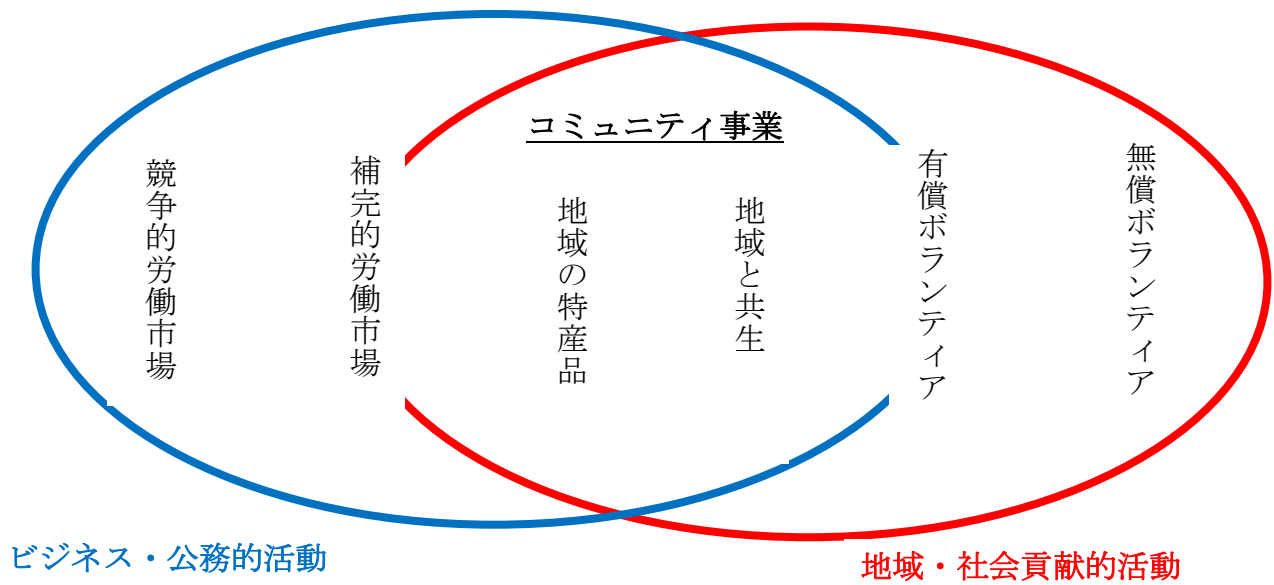 コミュニティ事業
競争的労働市場
補完的労働市場
地域の特産品
地域と共生
有償ボランティア
無償ボランティア
ビジネス・公務的活動
地域・社会貢献的活動